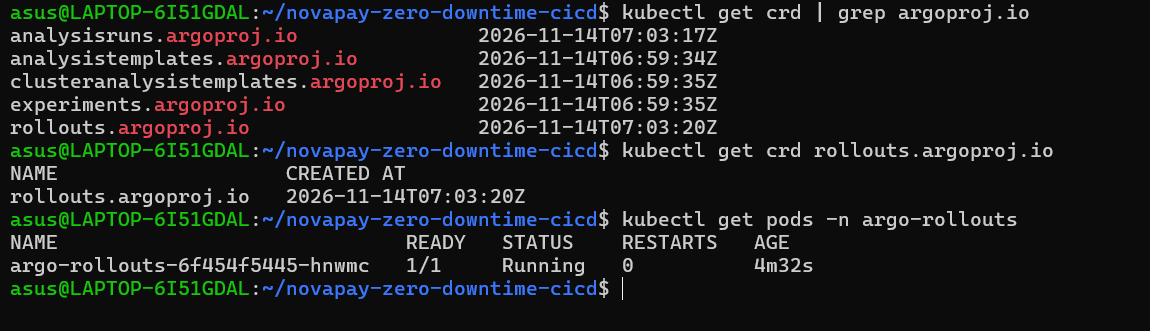 asus@LAPTOP-6I51GDAL:~/novapay-zero-downtime-cicd$ kubectl get crd | grep argoproj.io
analysisruns.argoproj.io 2026-11-14T07:03:17Z
analysistemplates.argoproj.io 2026-11-14T06:59:34Z
clusteranalysistemplates.argoproj.io 2026-11-14T06:59:35Z
experiments.argoproj.io 2026-11-14T06:59:35Z
rollouts.argoproj.io 2026-11-14T07:03:20Z
asus@LAPTOP-6I51GDAL:~/novapay-zero-downtime-cicd$ kubectl get crd rollouts.argoproj.io
NAME CREATED AT
rollouts.argoproj.io 2026-11-14T07:03:20Z
asus@LAPTOP-6I51GDAL:~/novapay-zero-downtime-cicd$ kubectl get pods -n argo-rollouts
NAME READY STATUS RESTARTS AGE
argo-rollouts-6f454f5445-hnwmc 1/1 Running 0 4m32s
asus@LAPTOP-6I51GDAL:~/novapay-zero-downtime-cicd$